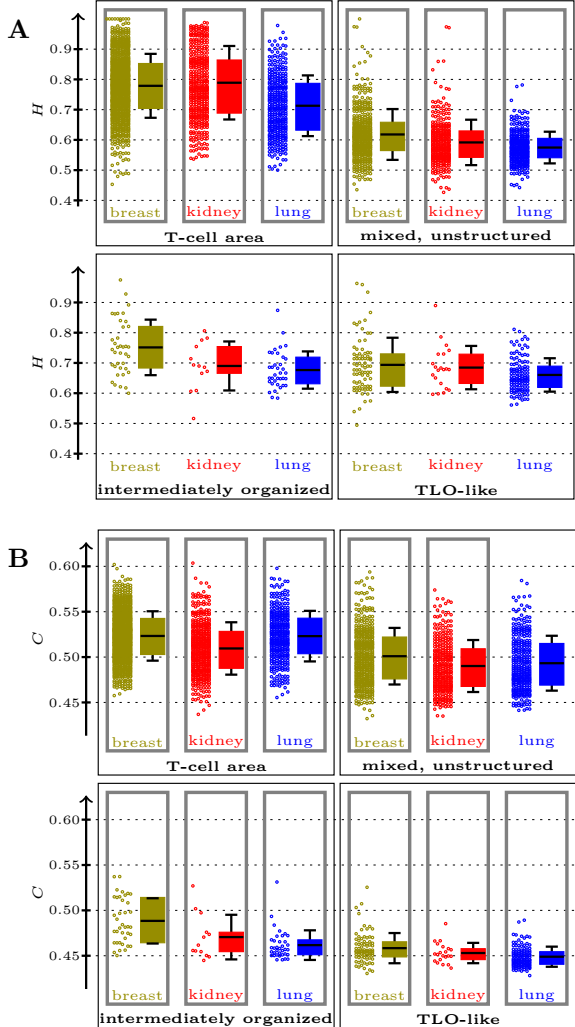 A
H
0.9
0.8
0.7
0.6
0.5
0.4
breast kidney lung breast kidney lung
T-cell area mixed, unstructured
H
0.9
0.8
0.7
0.6
0.5
0.4
breast kidney lung breast kidney lung
intermediately organized TLO-like
B
C
0.60
0.55
0.50
0.45
breast kidney lung breast kidney lung
T-cell area mixed, unstructured
C
0.60
0.55
0.50
0.45
breast kidney lung breast kidney lung
intermediately organized TLO-like